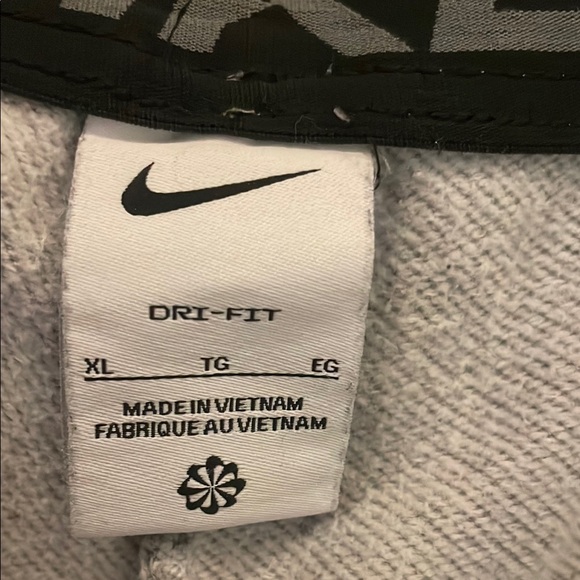 DRI-FIT
XL TG EG
MADE IN VIETNAM
FABRIQUE AU VIETNAM